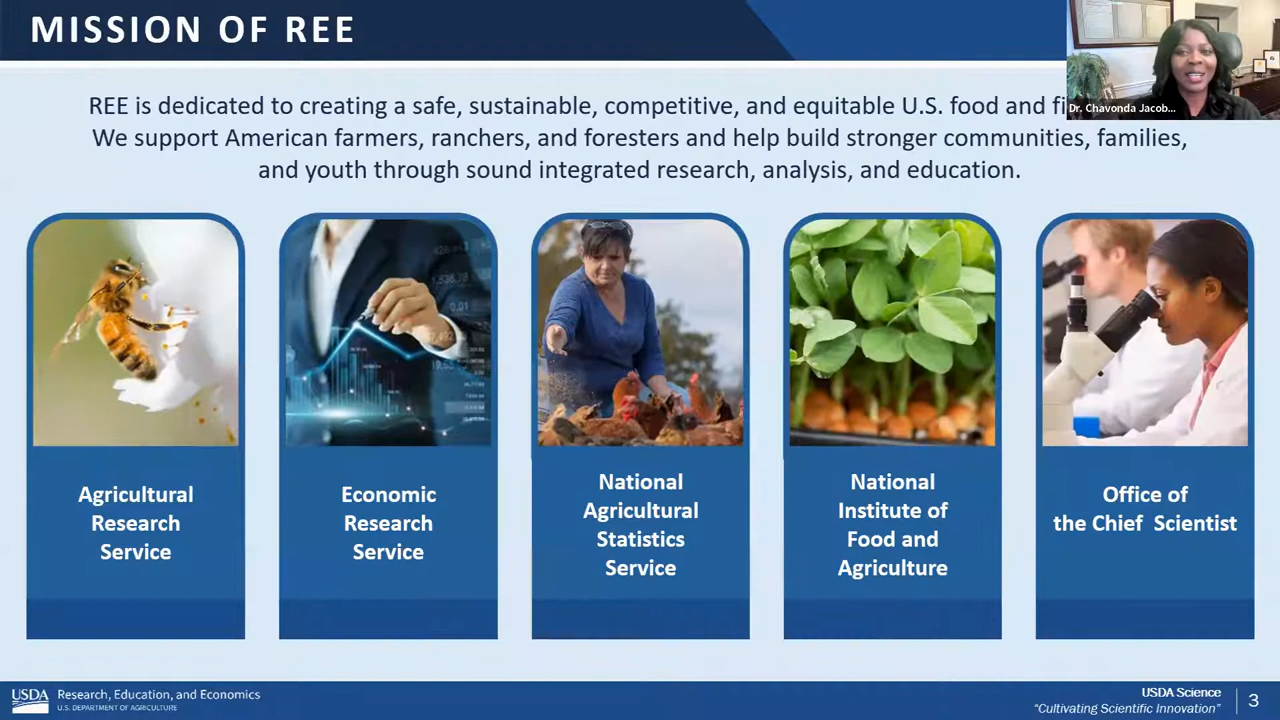 MISSION OF REE
REE is dedicated to creating a safe, sustainable, competitive, and equitable U.S. food and
We support American farmers, ranchers, and foresters and help build stronger communities, families,
and youth through sound integrated research, analysis, and education.
Dr. Chavonda Jacob...
Agricultural
Research
Service
Economic
Research
Service
National
Agricultural
Statistics
Service
National
Institute of
Food and
Agriculture
Office of
the Chief Scientist
USDA
Research, Education, and Economics
U.S. DEPARTMENT OF AGRICULTURE
USDA Science
“Cultivating Scientific Innovation”
3